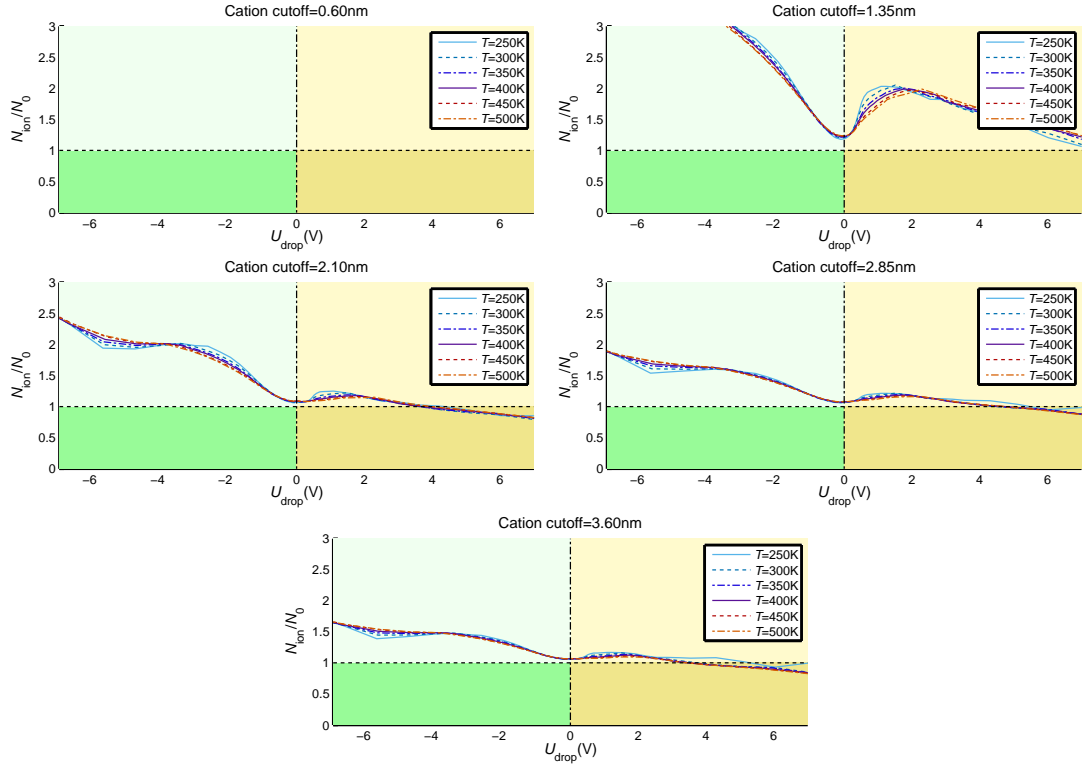 Cation cutoff=0.60nm
N_ion/N_0
3
2.5
2
1.5
1
0.5
0
−6
−4
−2
0
2
4
6
U_drop(V)
T=250K
T=300K
T=350K
T=400K
T=450K
T=500K
Cation cutoff=1.35nm
N_ion/N_0
3
2.5
2
1.5
1
0.5
0
−6
−4
−2
0
2
4
6
U_drop(V)
T=250K
T=300K
T=350K
T=400K
T=450K
T=500K
Cation cutoff=2.10nm
N_ion/N_0
3
2.5
2
1.5
1
0.5
0
−6
−4
−2
0
2
4
6
U_drop(V)
T=250K
T=300K
T=350K
T=400K
T=450K
T=500K
Cation cutoff=2.85nm
N_ion/N_0
3
2.5
2
1.5
1
0.5
0
−6
−4
−2
0
2
4
6
U_drop(V)
T=250K
T=300K
T=350K
T=400K
T=450K
T=500K
Cation cutoff=3.60nm
N_ion/N_0
3
2.5
2
1.5
1
0.5
0
−6
−4
−2
0
2
4
6
U_drop(V)
T=250K
T=300K
T=350K
T=400K
T=450K
T=500K